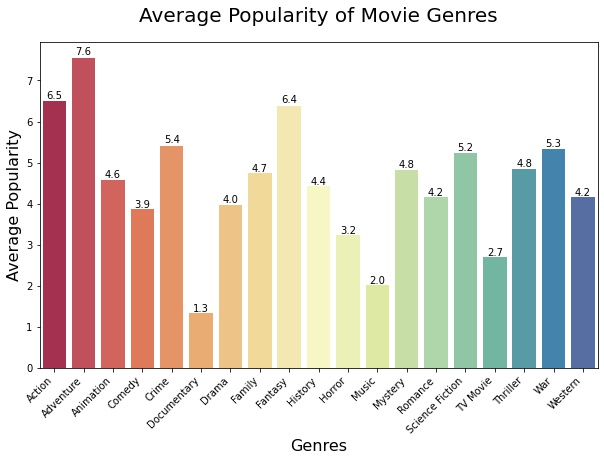 Average Popularity of Movie Genres
Average Popularity
7
6
5
4
3
2
1
0
6.5
7.6
4.6
3.9
5.4
1.3
4.0
4.7
6.4
4.4
3.2
2.0
4.8
4.2
5.2
2.7
4.8
5.3
4.2
Action
Adventure
Animation
Comedy
Crime
Documentary
Drama
Family
Fantasy
History
Horror
Music
Mystery
Romance
Science Fiction
TV Movie
Thriller
War
Western
Genres